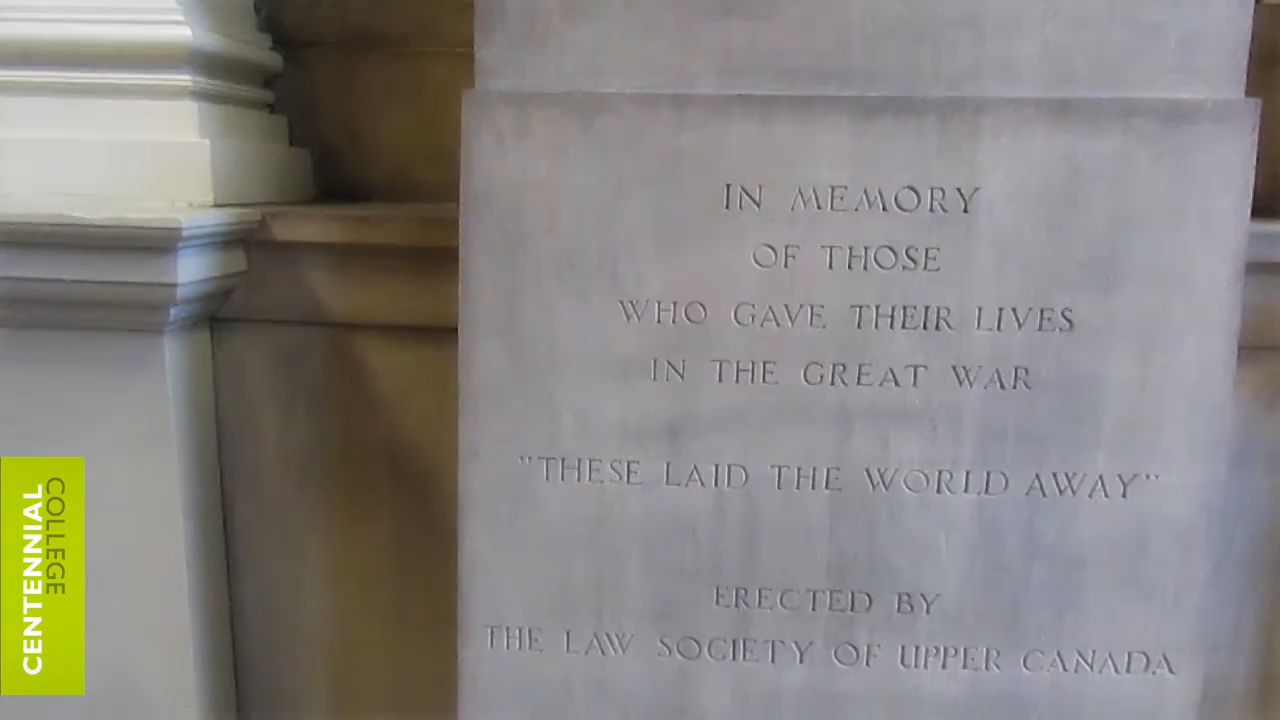 IN MEMORY
OF THOSE
WHO GAVE THEIR LIVES
IN THE GREAT WAR
"THESE LAID THE WORLD AWAY"
ERECTED BY
THE LAW SOCIETY OF UPPER CANADA
CENTENNIAL
COLLEGE